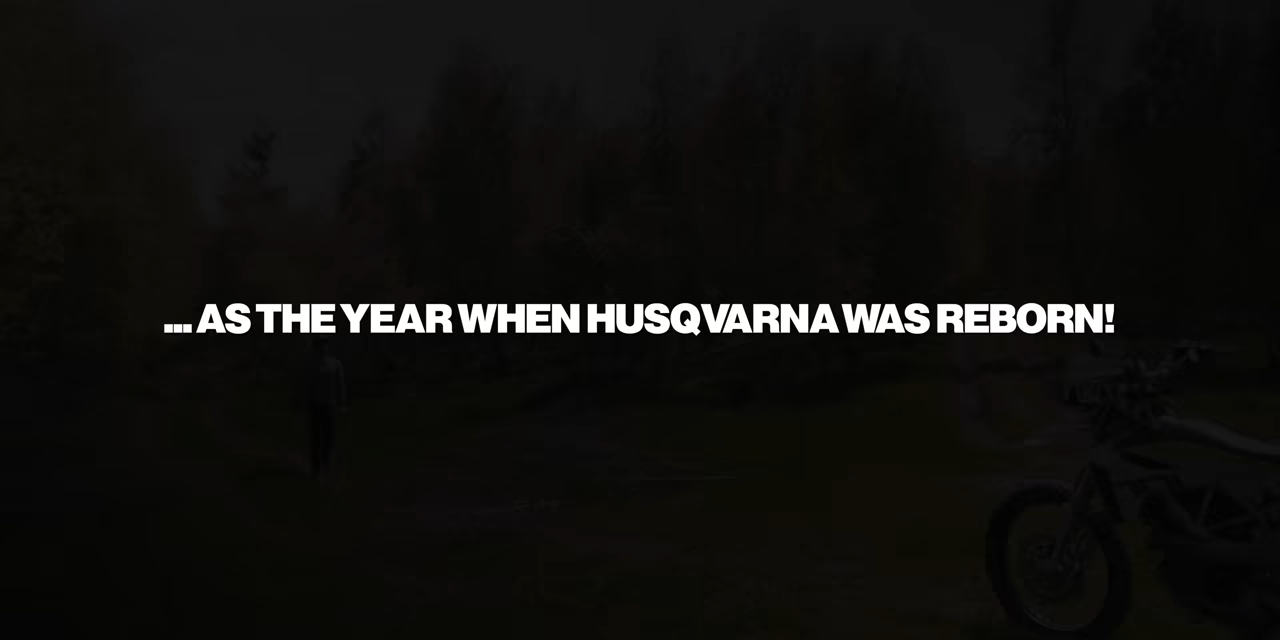 ... AS THE YEAR WHEN HUSQVARNA WAS REBORN!